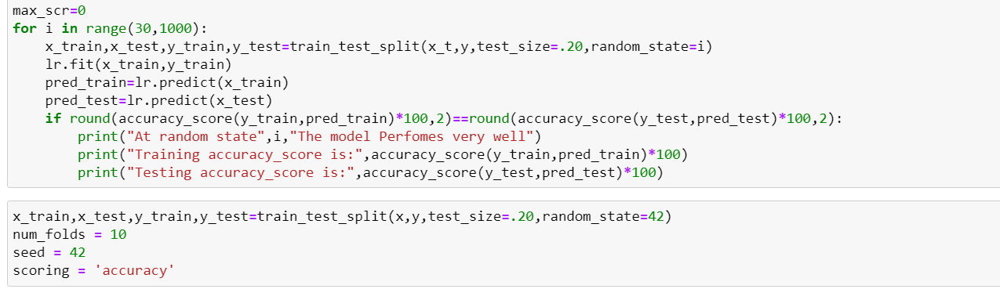 max_scr=0
for i in range(30,1000):
    x_train,x_test,y_train,y_test=train_test_split(x_t,y,test_size=.20,random_state=i)
    lr.fit(x_train,y_train)
    pred_train=lr.predict(x_train)
    pred_test=lr.predict(x_test)
    if round(accuracy_score(y_train,pred_train)*100,2)==round(accuracy_score(y_test,pred_test)*100,2):
        print("At random state",i,"The model Perfomes very well")
        print("Training accuracy_score is:",accuracy_score(y_train,pred_train)*100)
        print("Testing accuracy_score is:",accuracy_score(y_test,pred_test)*100)
x_train,x_test,y_train,y_test=train_test_split(x,y,test_size=.20,random_state=42)
num_folds = 10
seed = 42
scoring = 'accuracy'